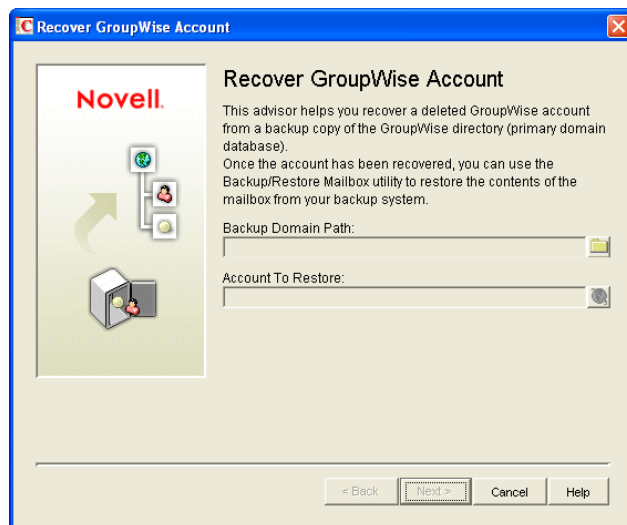 Recover GroupWise Account
Novell.
Recover GroupWise Account
This advisor helps you recover a deleted GroupWise account
from a backup copy of the GroupWise directory (primary domain
database).
Once the account has been recovered, you can use the
Backup/Restore Mailbox utility to restore the contents of the
mailbox from your backup system.
Backup Domain Path:
Account To Restore:
< Back Next > Cancel Help